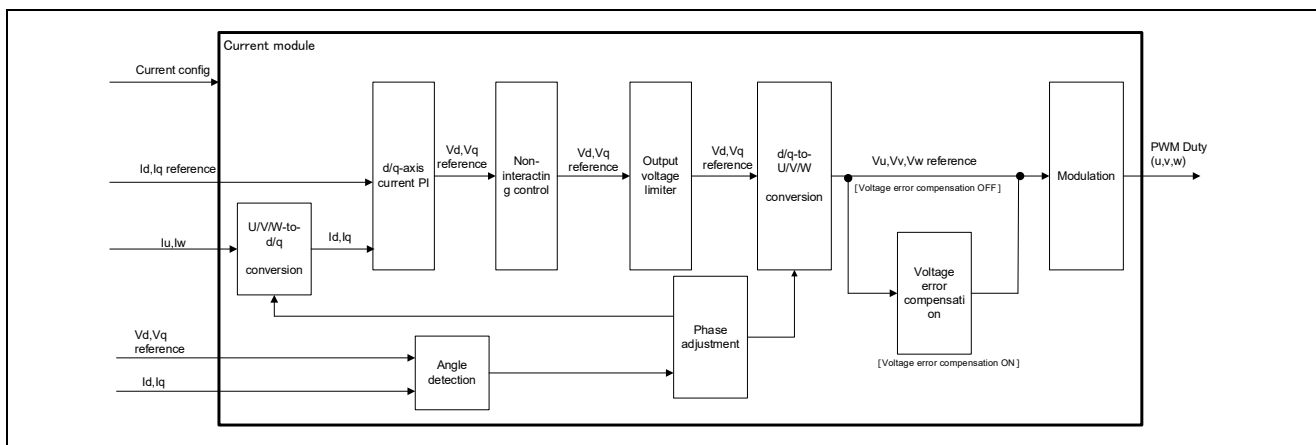 Current module
Current config
Id,Iq reference
Iu,Iw
U/V/W-to-
d/q
conversion
Id,Iq
d/q-axis
current PI
Vd,Vq
reference
Non-
interactin
g control
Vd,Vq
reference
Output
voltage
limiter
Vd,Vq
reference
d/q-to-
U/V/W
conversion
Vu,Vv,Vw reference
[Voltage error compensation OFF]
Voltage
error
compensati
on
[Voltage error compensation ON]
Modulation
PWM Duty
(u,v,w)
Vd,Vq
reference
Id,Iq
Angle
detection
Phase
adjustment